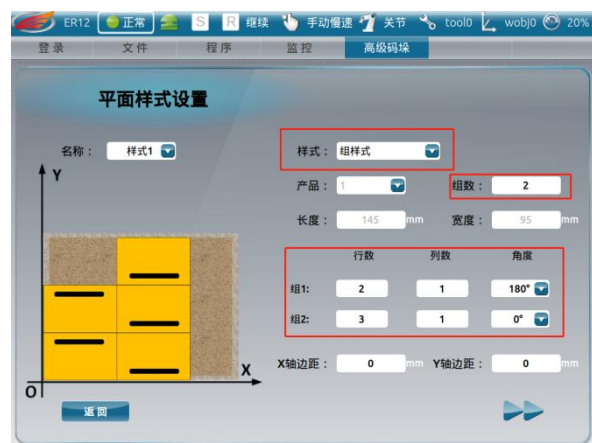 ER12 正常 S R 继续 手动慢速 关节 tool0 wobj0 20%
登录 文件 程序 监控 高级码垛
平面样式设置
名称： 样式1 样式： 组样式
产品： 1 组数： 2
长度： 145 mm 宽度： 95 mm
行数 列数 角度
组1: 2 1 180°
组2: 3 1 0°
X轴边距： 0 mm Y轴边距： 0 mm
Y
X
O
返回